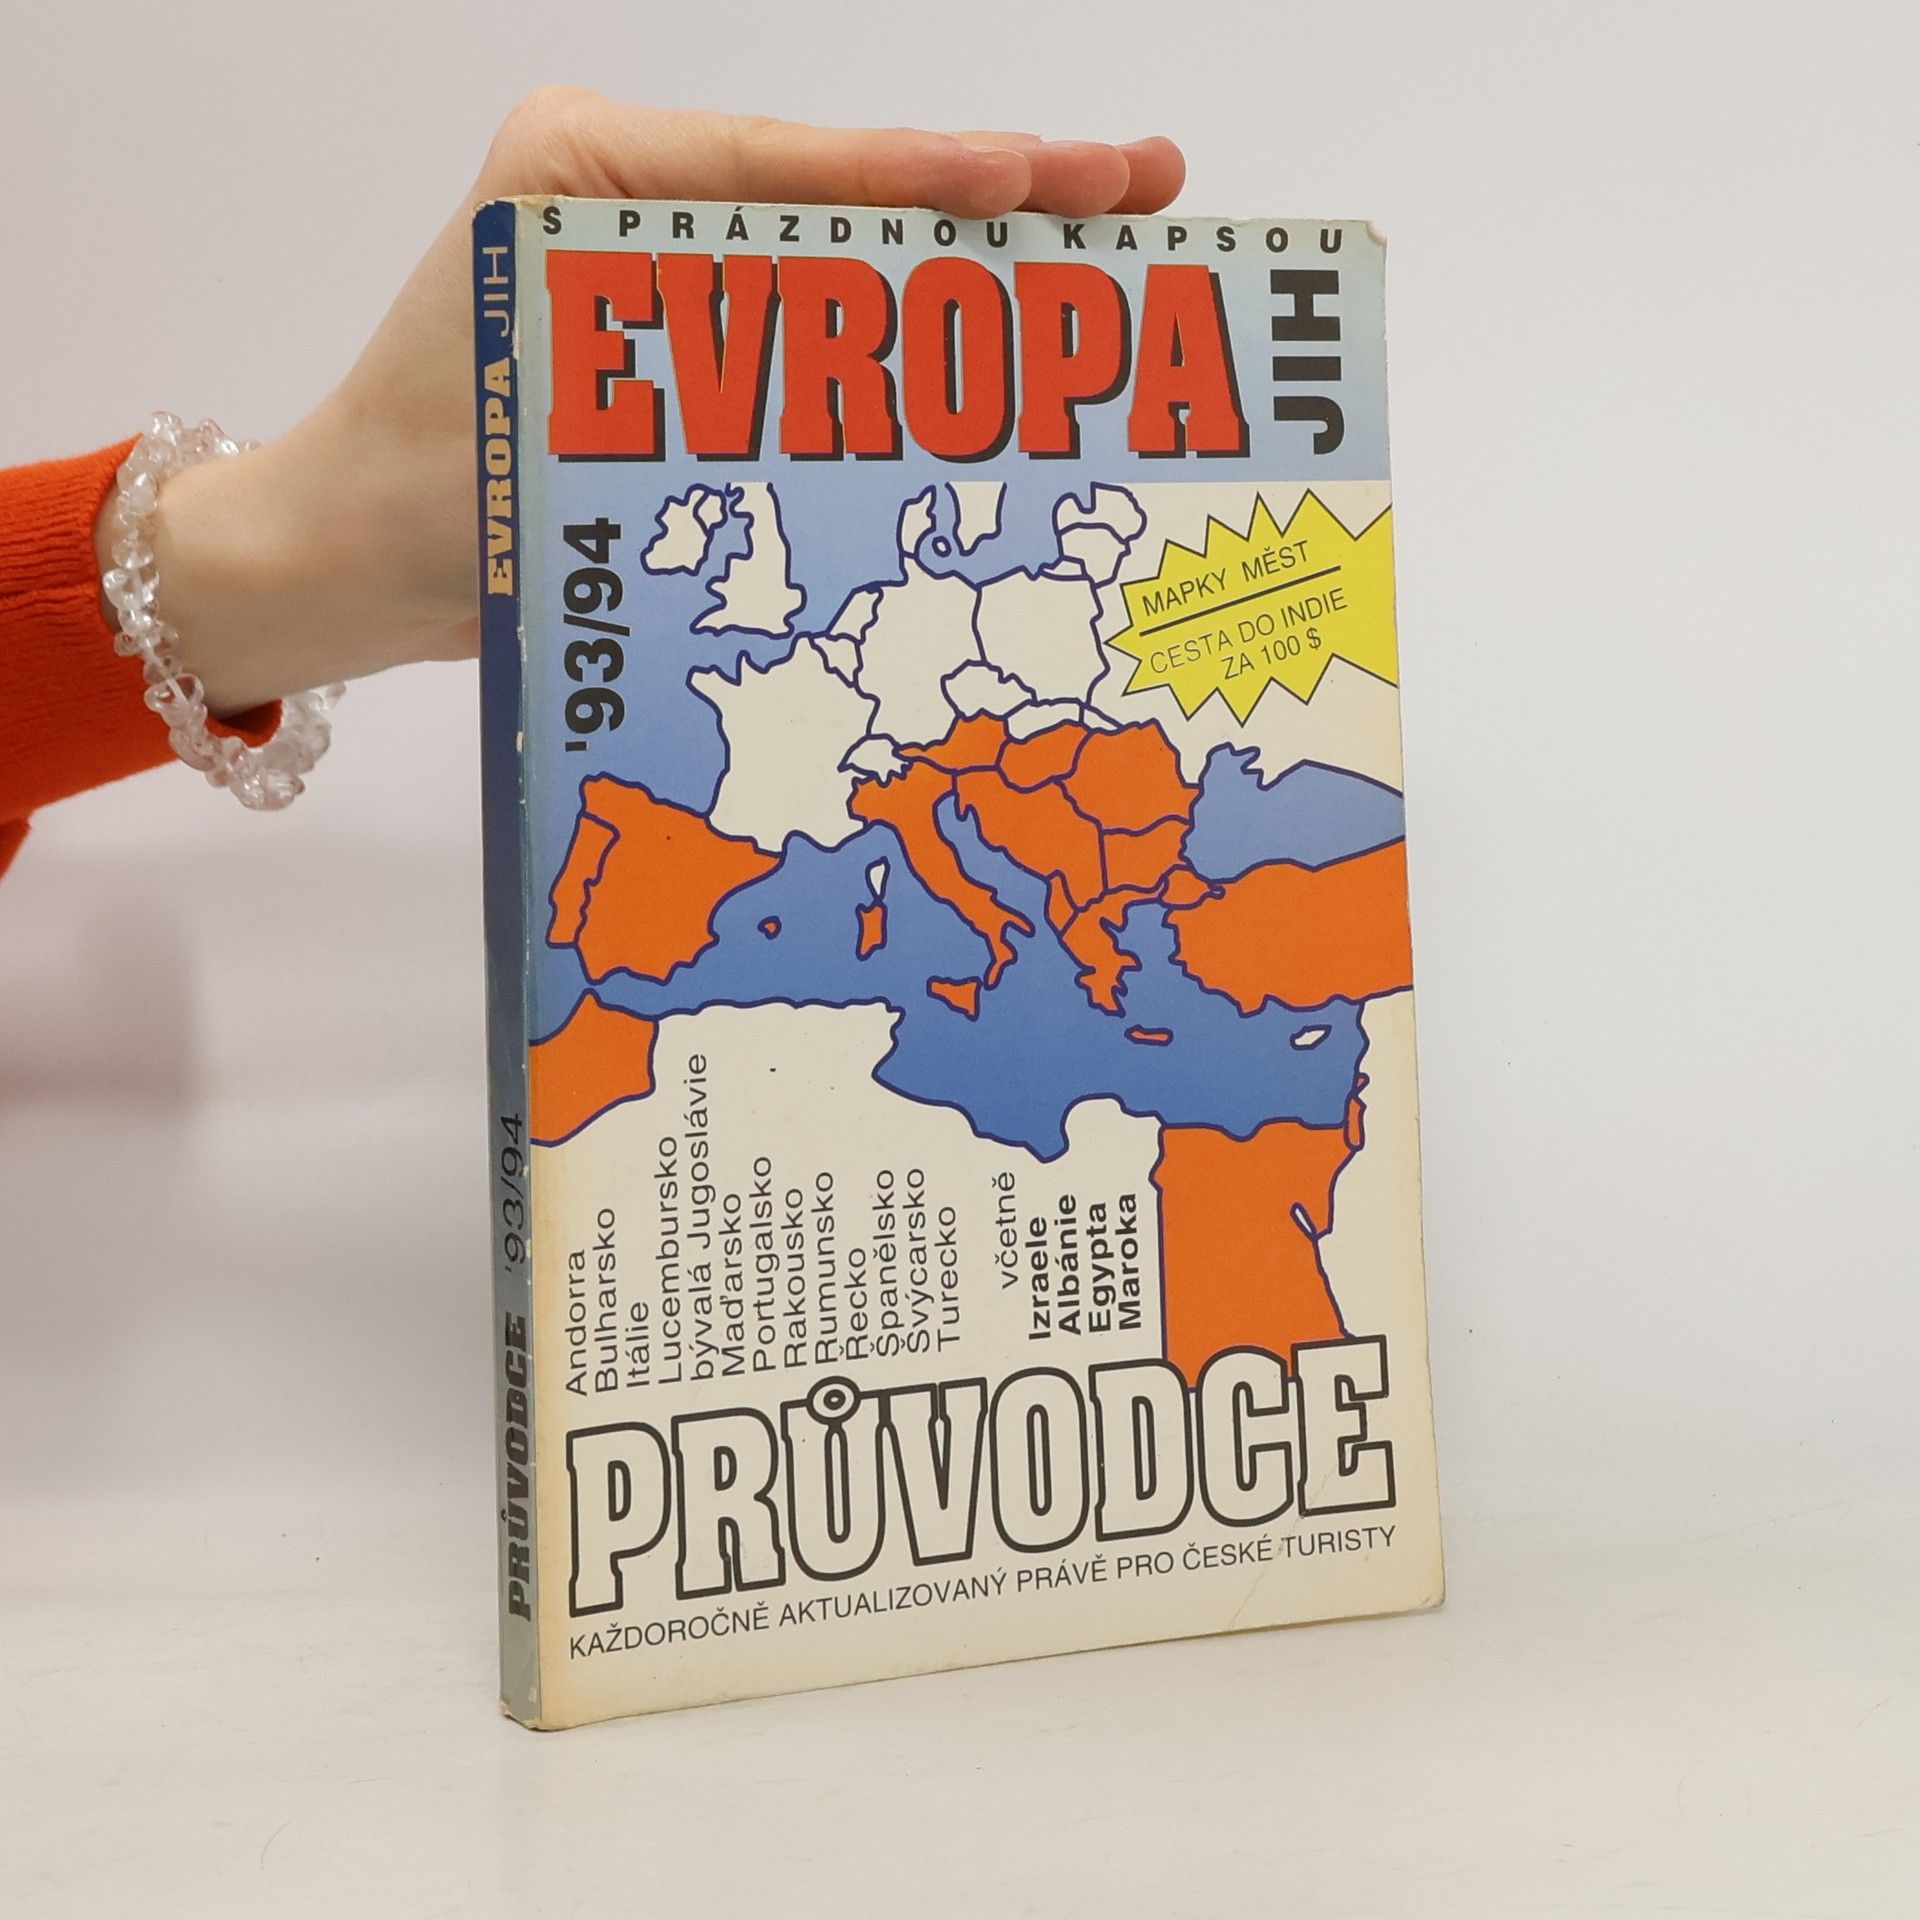 S PRÁZDNOU KAPSOU
EVROPA
JIH
'93/94
MAPKY MĚST
CESTA DO INDIE
ZA 100 $
Andorra
Bulharsko
Itálie
Lucembursko
bývalá Jugoslávie
Maďarsko
Portugalsko
Rakousko
Rumunsko
Řecko
Španělsko
Švýcarsko
Turecko
včetně
Izraele
Albánie
Egypta
Maroka
PRŮVODCE
KAŽDOROČNĚ AKTUALIZOVANÝ PRÁVĚ PRO ČESKÉ TURISTY
PRŮVODCE '93/94 EVROPA JIH